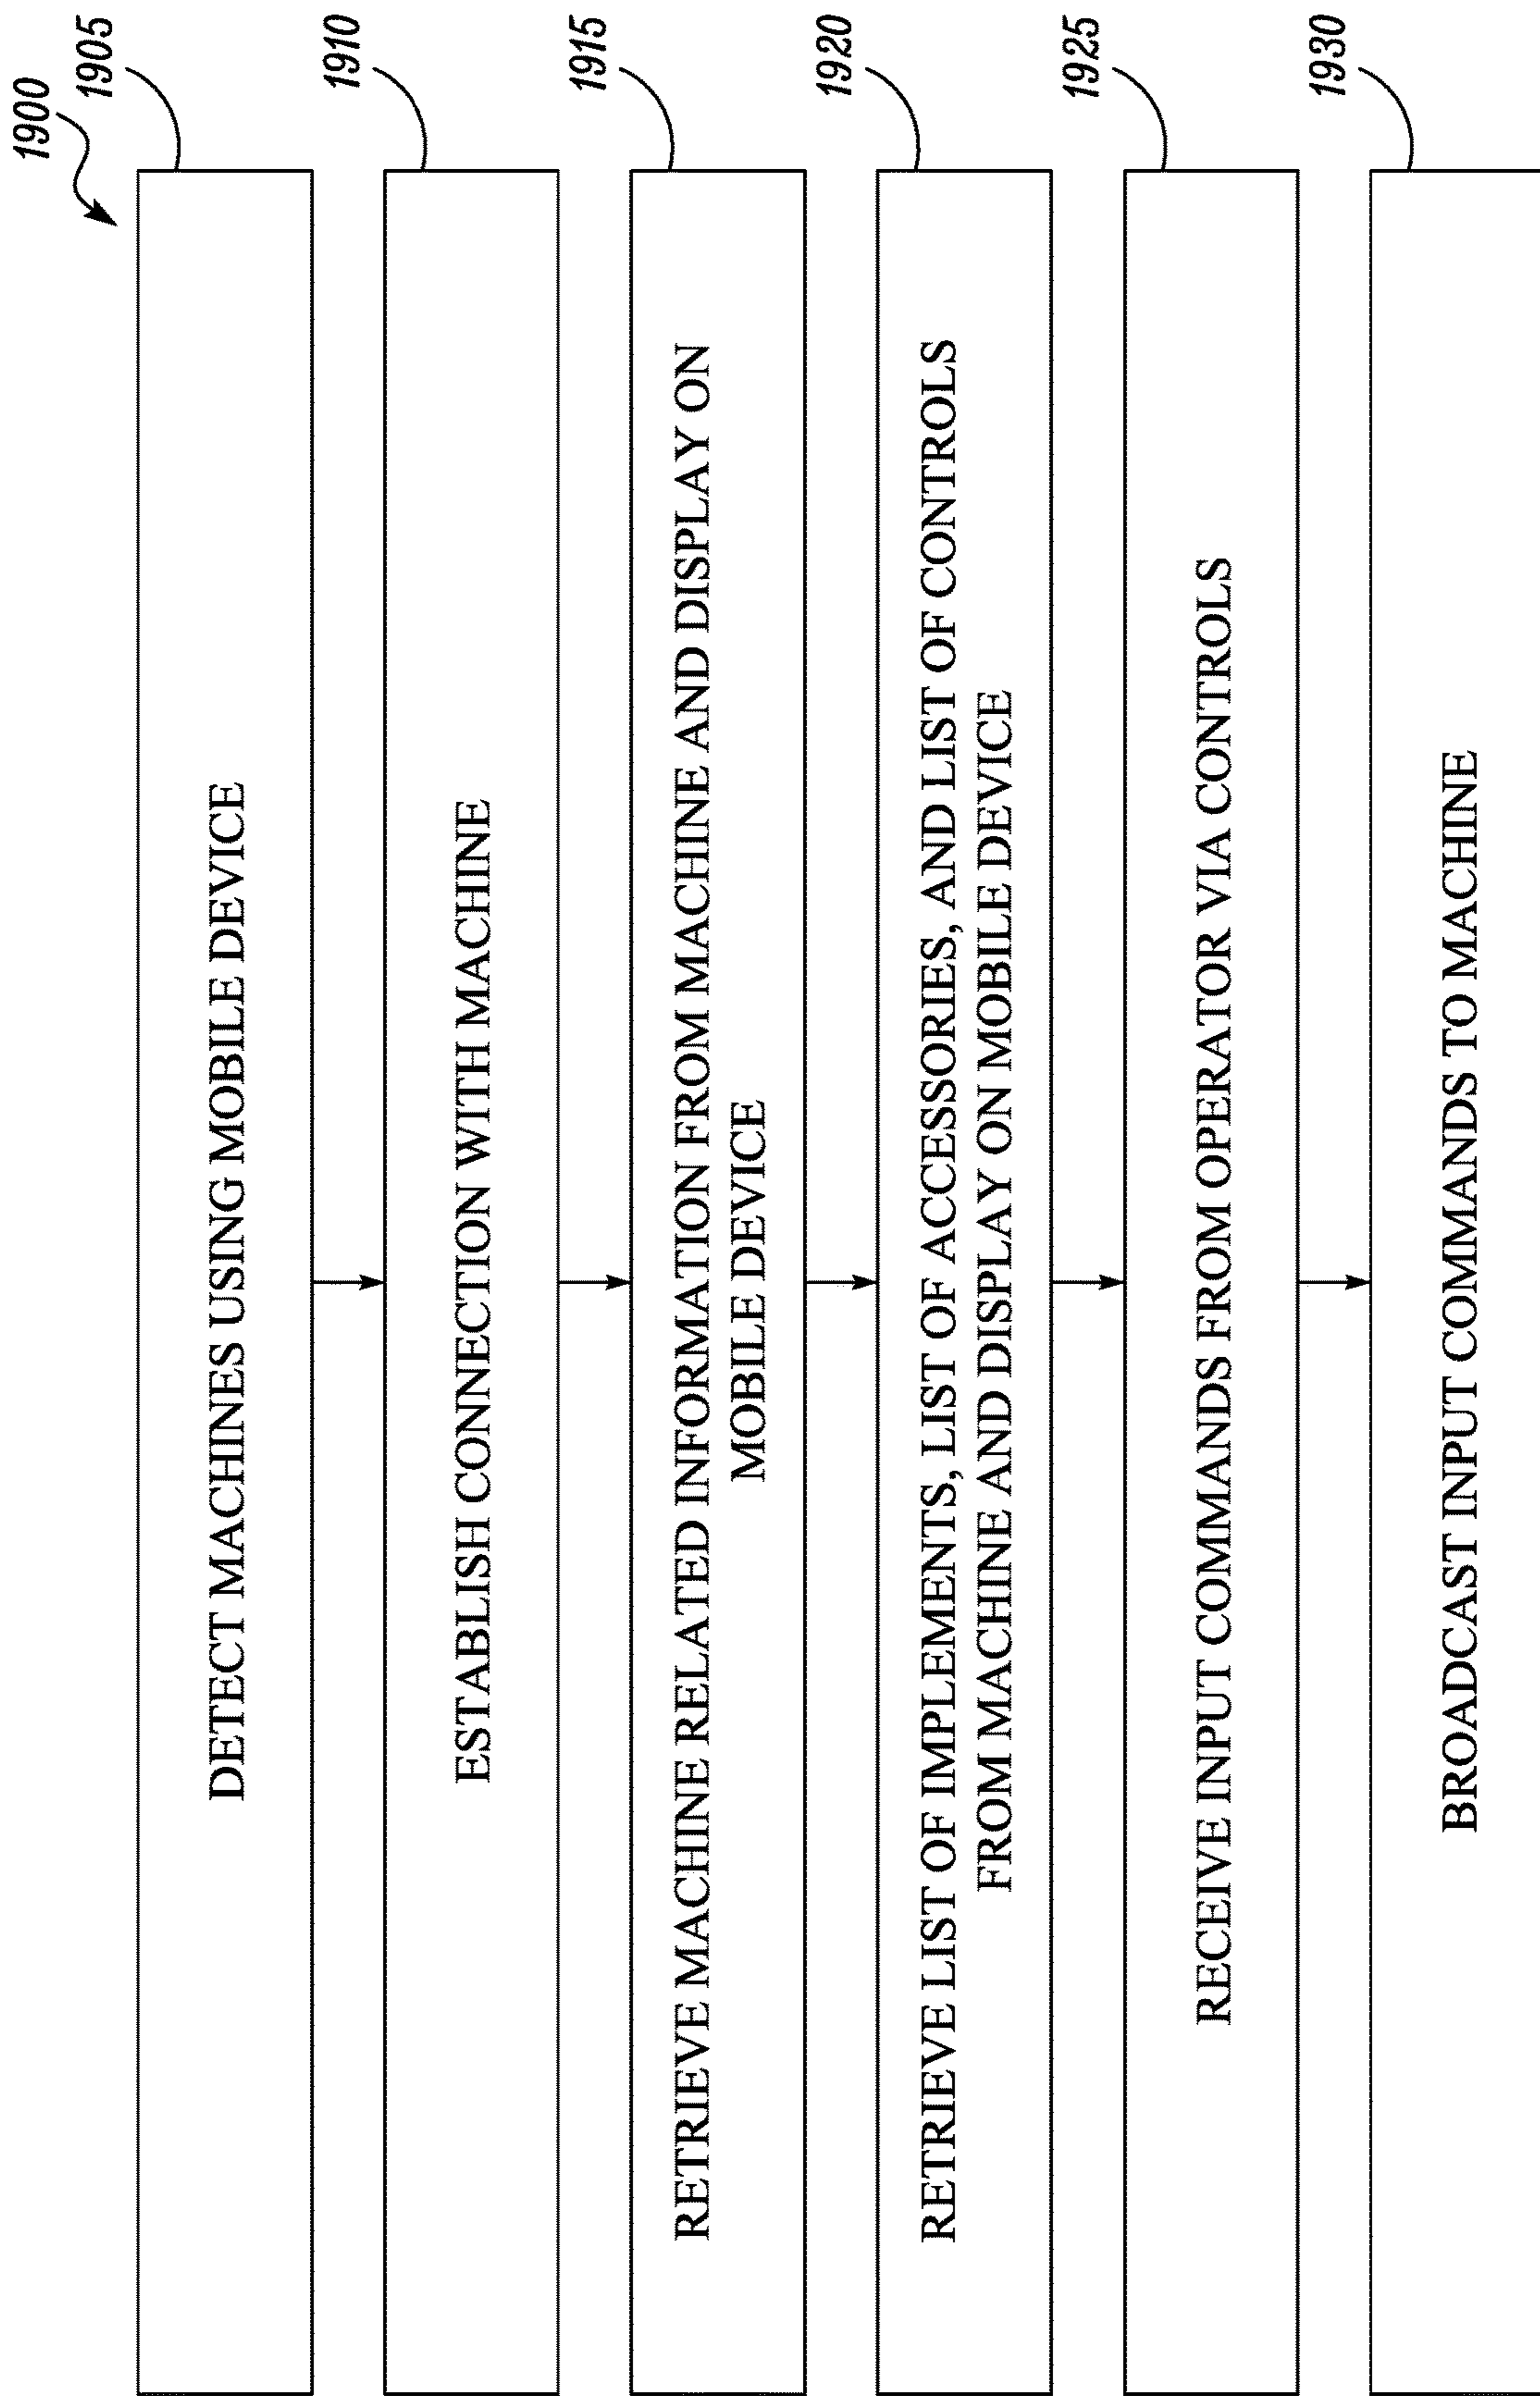 1900
1905
DETECT MACHINES USING MOBILE DEVICE
1910
ESTABLISH CONNECTION WITH MACHINE
1915
RETRIEVE MACHINE RELATED INFORMATION FROM MACHINE AND DISPLAY ON
MOBILE DEVICE
1920
RETRIEVE LIST OF IMPLEMENTS, LIST OF ACCESSORIES, AND LIST OF CONTROLS
FROM MACHINE AND DISPLAY ON MOBILE DEVICE
1925
RECEIVE INPUT COMMANDS FROM OPERATOR VIA CONTROLS
1930
BROADCAST INPUT COMMANDS TO MACHINE